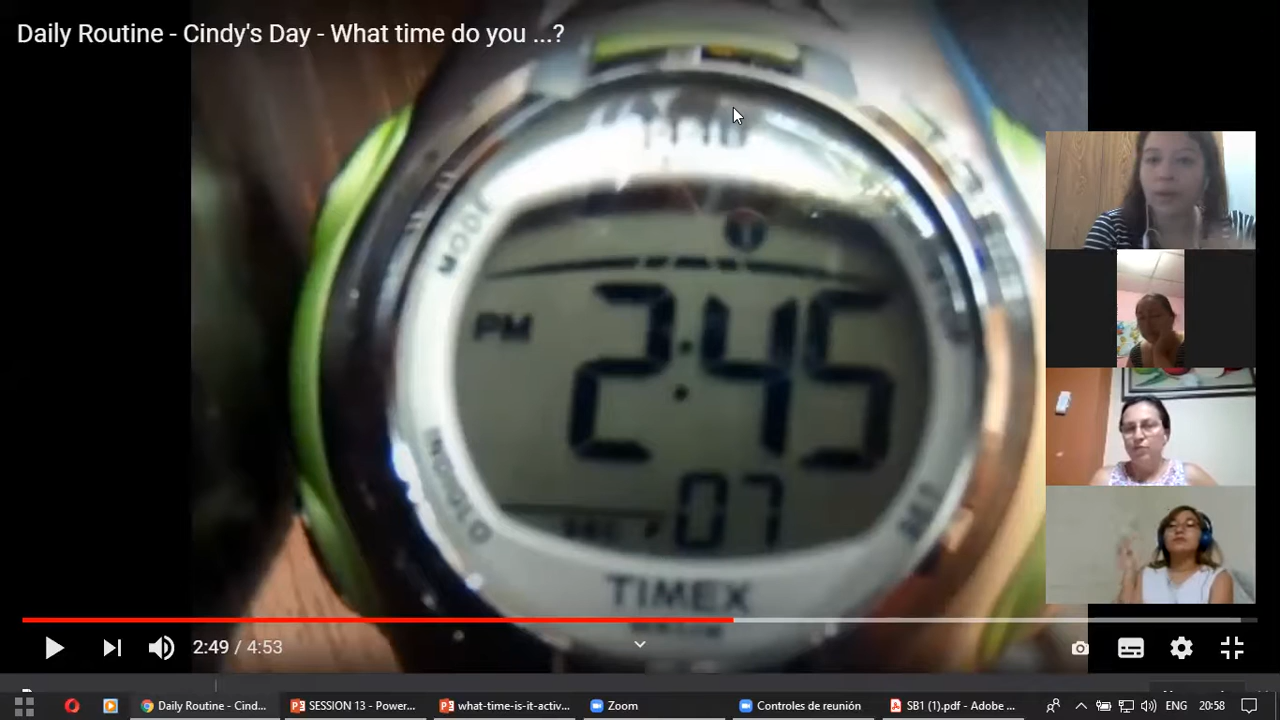 Daily Routine - Cindy's Day - What time do you ...?
MODE
PM 2:45
07
INDIGLO
TIMEX
2:49 / 4:53
Daily Routine - Cind...
SESSION 13 - Power...
what-time-is-it-activ...
Zoom
Controles de reunión
SB1 (1).pdf - Adobe ...
ENG
20:58